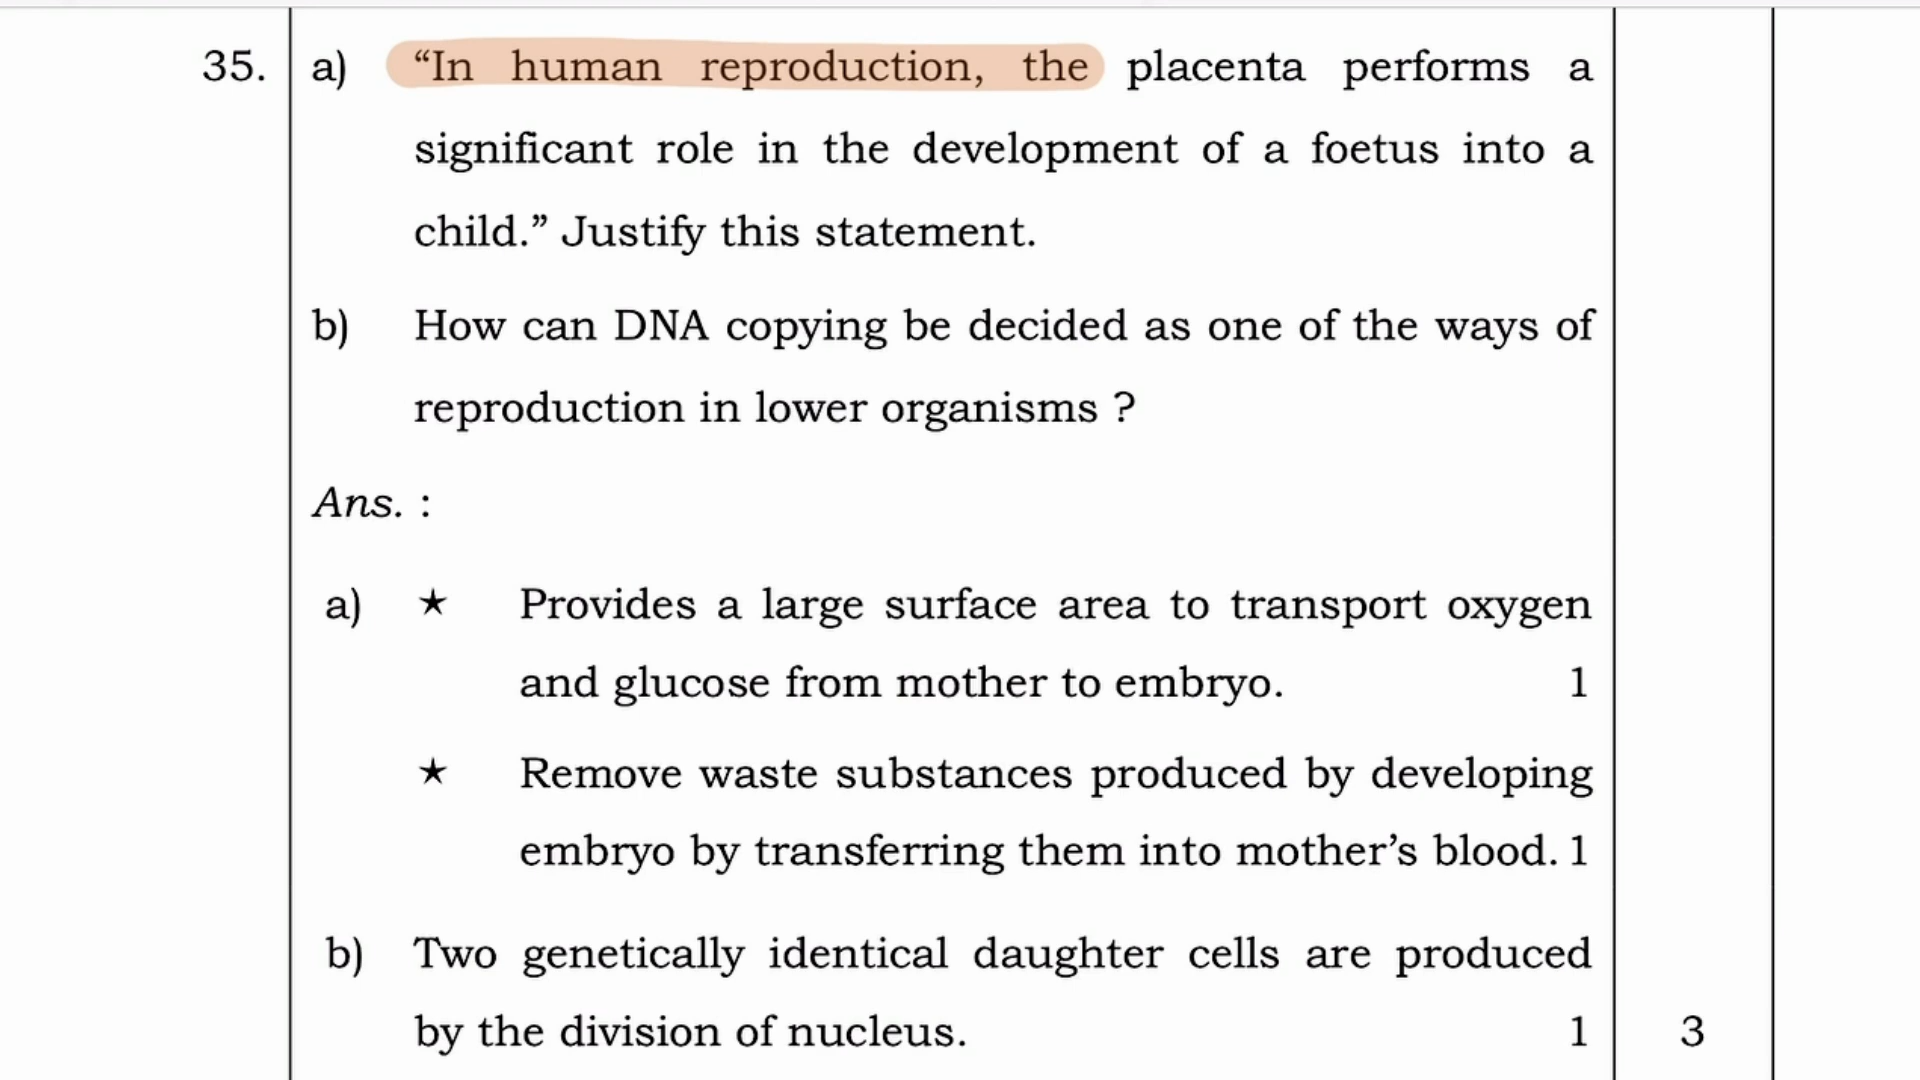 35. a) “In human reproduction, the placenta performs a
significant role in the development of a foetus into a
child.” Justify this statement.
b) How can DNA copying be decided as one of the ways of
reproduction in lower organisms ?
Ans. :
a) ★ Provides a large surface area to transport oxygen
and glucose from mother to embryo. 1
★ Remove waste substances produced by developing
embryo by transferring them into mother’s blood. 1
b) Two genetically identical daughter cells are produced
by the division of nucleus. 1 3